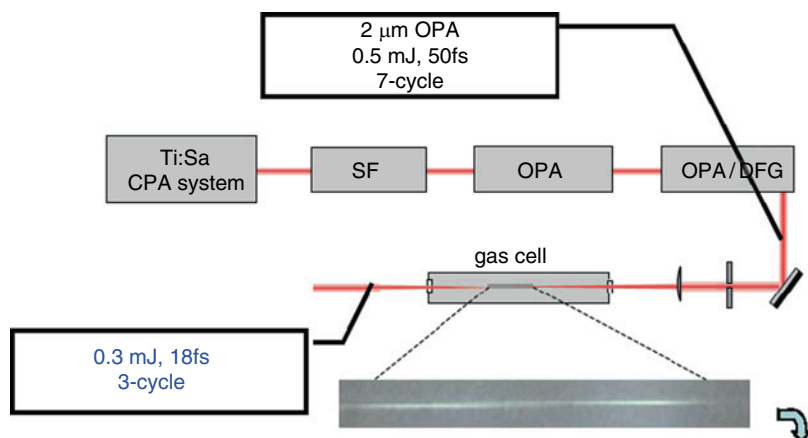 2 μm OPA
0.5 mJ, 50fs
7-cycle
Ti:Sa
CPA system
SF
OPA
OPA/DFG
gas cell
0.3 mJ, 18fs
3-cycle